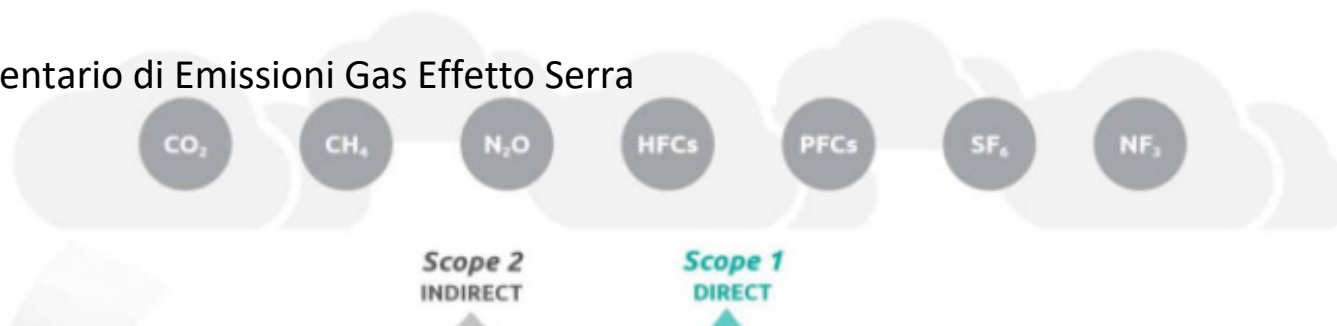 entario di Emissioni Gas Effetto Serra
CO₂ CH₄ N₂O HFCs PFCs SF₆ NF₃
Scope 2 Scope 1
INDIRECT DIRECT